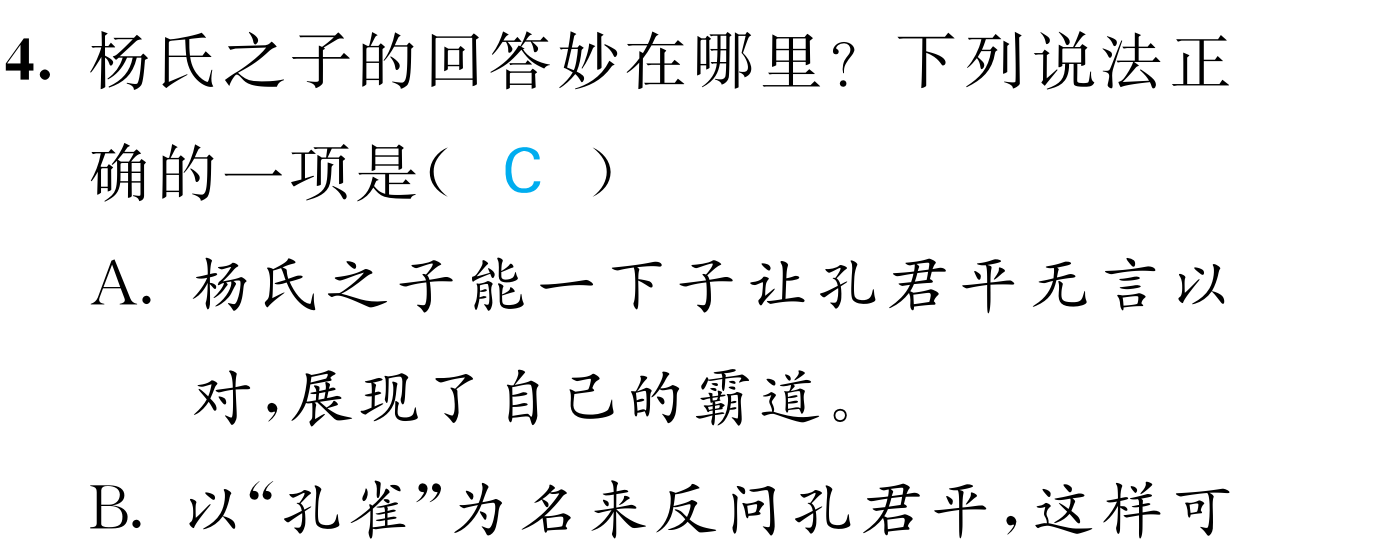 4. 杨氏之子的回答妙在哪里？下列说法正
确的一项是（ C ）
A. 杨氏之子能一下子让孔君平无言以
对，展现了自己的霸道。
B. 以“孔雀”为名来反问孔君平，这样可